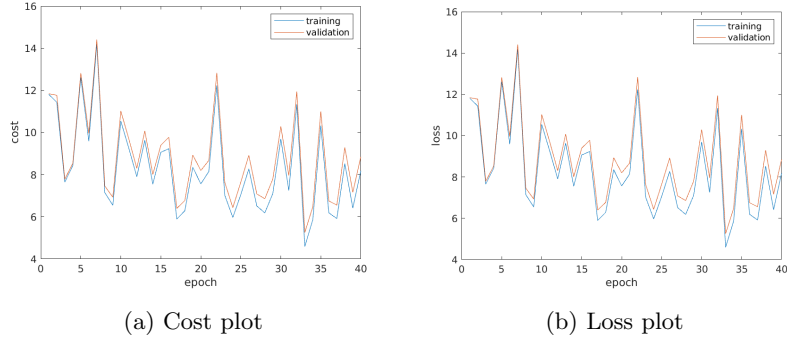 16
14
12
10
8
6
4
cost
0 5 10 15 20 25 30 35 40
epoch
training
validation
(a) Cost plot
16
14
12
10
8
6
4
loss
0 5 10 15 20 25 30 35 40
epoch
training
validation
(b) Loss plot